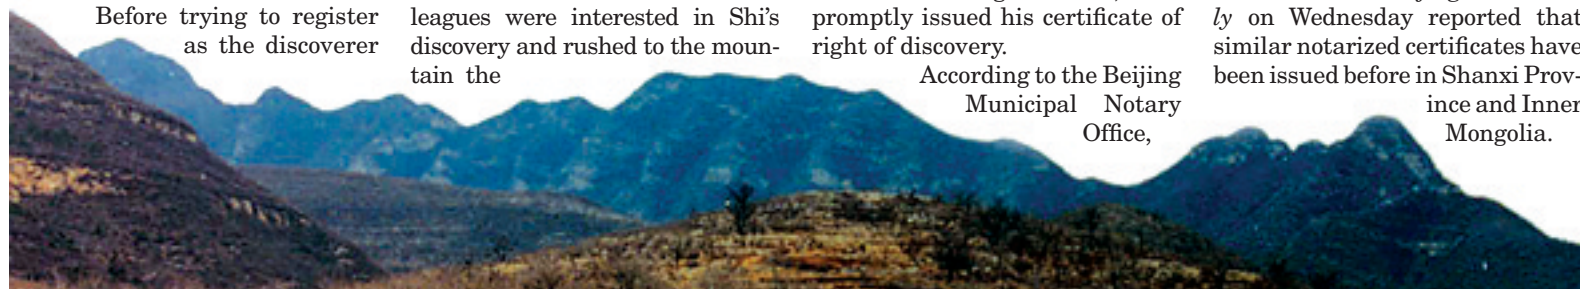 Before trying to register
as the discoverer
leagues were interested in Shi's
discovery and rushed to the moun-
tain the
promptly issued his certificate of
right of discovery.
According to the Beijing
Municipal Notary
Office,
ly on Wednesday reported that
similar notarized certificates have
been issued before in Shanxi Prov-
ince and Inner
Mongolia.